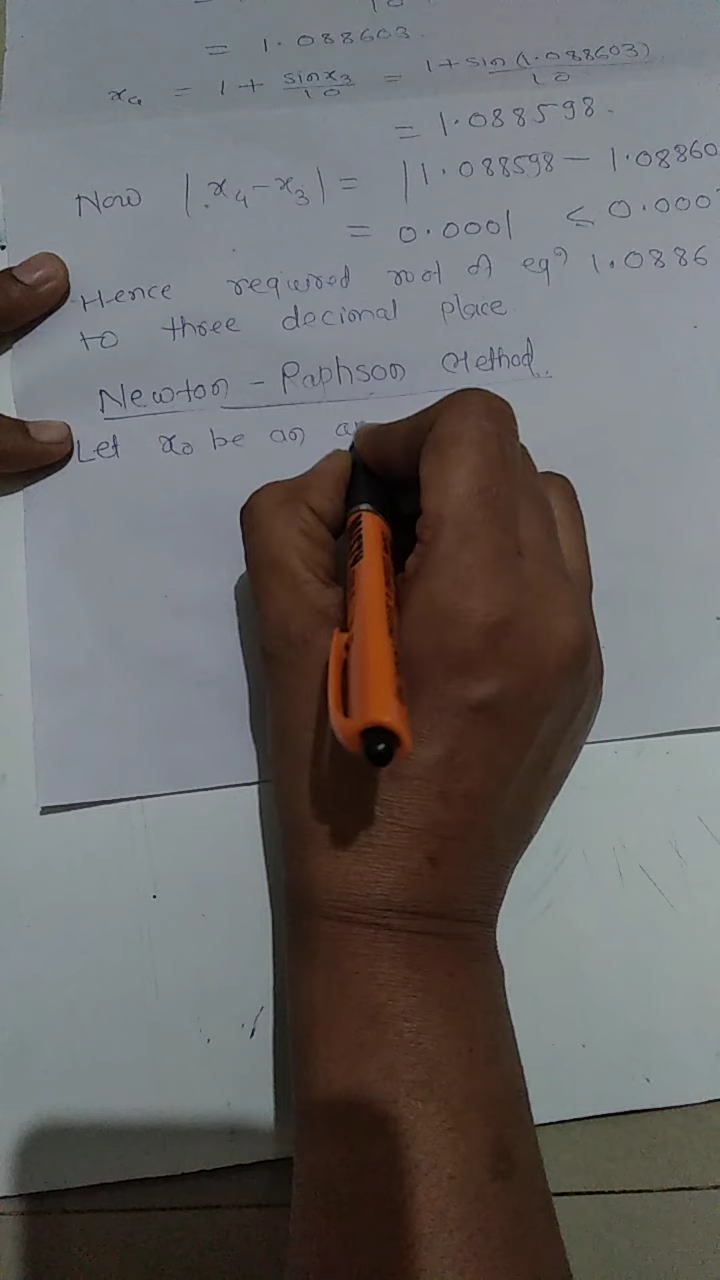 10
= 1.088603.
x₄ = 1 + sinx₃/10 = 1 + sin(1.088603)/10
= 1.088598.
Now |x₄ - x₃| = |1.088598 - 1.08860
= 0.0001 ≤ 0.000
Hence required root of eqⁿ 1.0886
to three decimal place
Newton - Raphson Method.
Let x₀ be an